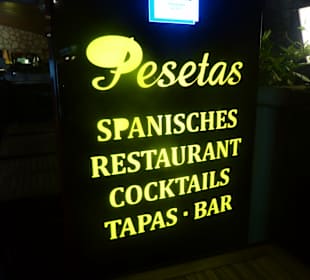 Pesetas
SPANISCHES
RESTAURANT
COCKTAILS
TAPAS · BAR